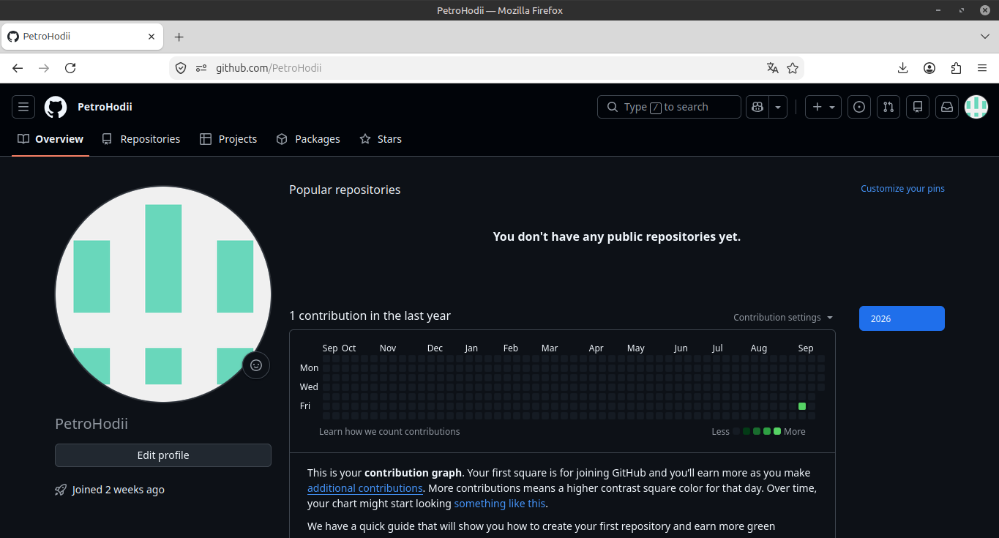 PetroHodii — Mozilla Firefox
PetroHodii
github.com/PetroHodii
PetroHodii
Type / to search
Overview Repositories Projects Packages Stars
Popular repositories
Customize your pins
You don't have any public repositories yet.
1 contribution in the last year
Contribution settings
2026
Sep Oct Nov Dec Jan Feb Mar Apr May Jun Jul Aug Sep
Mon
Wed
Fri
Learn how we count contributions
Less More
PetroHodii
Edit profile
Joined 2 weeks ago
This is your contribution graph. Your first square is for joining GitHub and you’ll earn more as you make
additional contributions. More contributions means a higher contrast square color for that day. Over time,
your chart might start looking something like this.
We have a quick guide that will show you how to create your first repository and earn more green